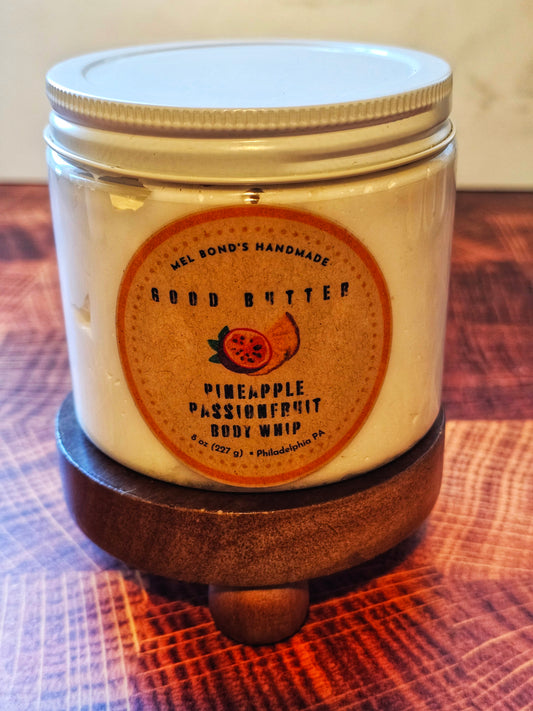 MEL BOND'S HANDMADE
GOOD BUTTER
PINEAPPLE
PASSIONFRUIT
BODY WHIP
8 oz (227 g) • Philadelphia PA